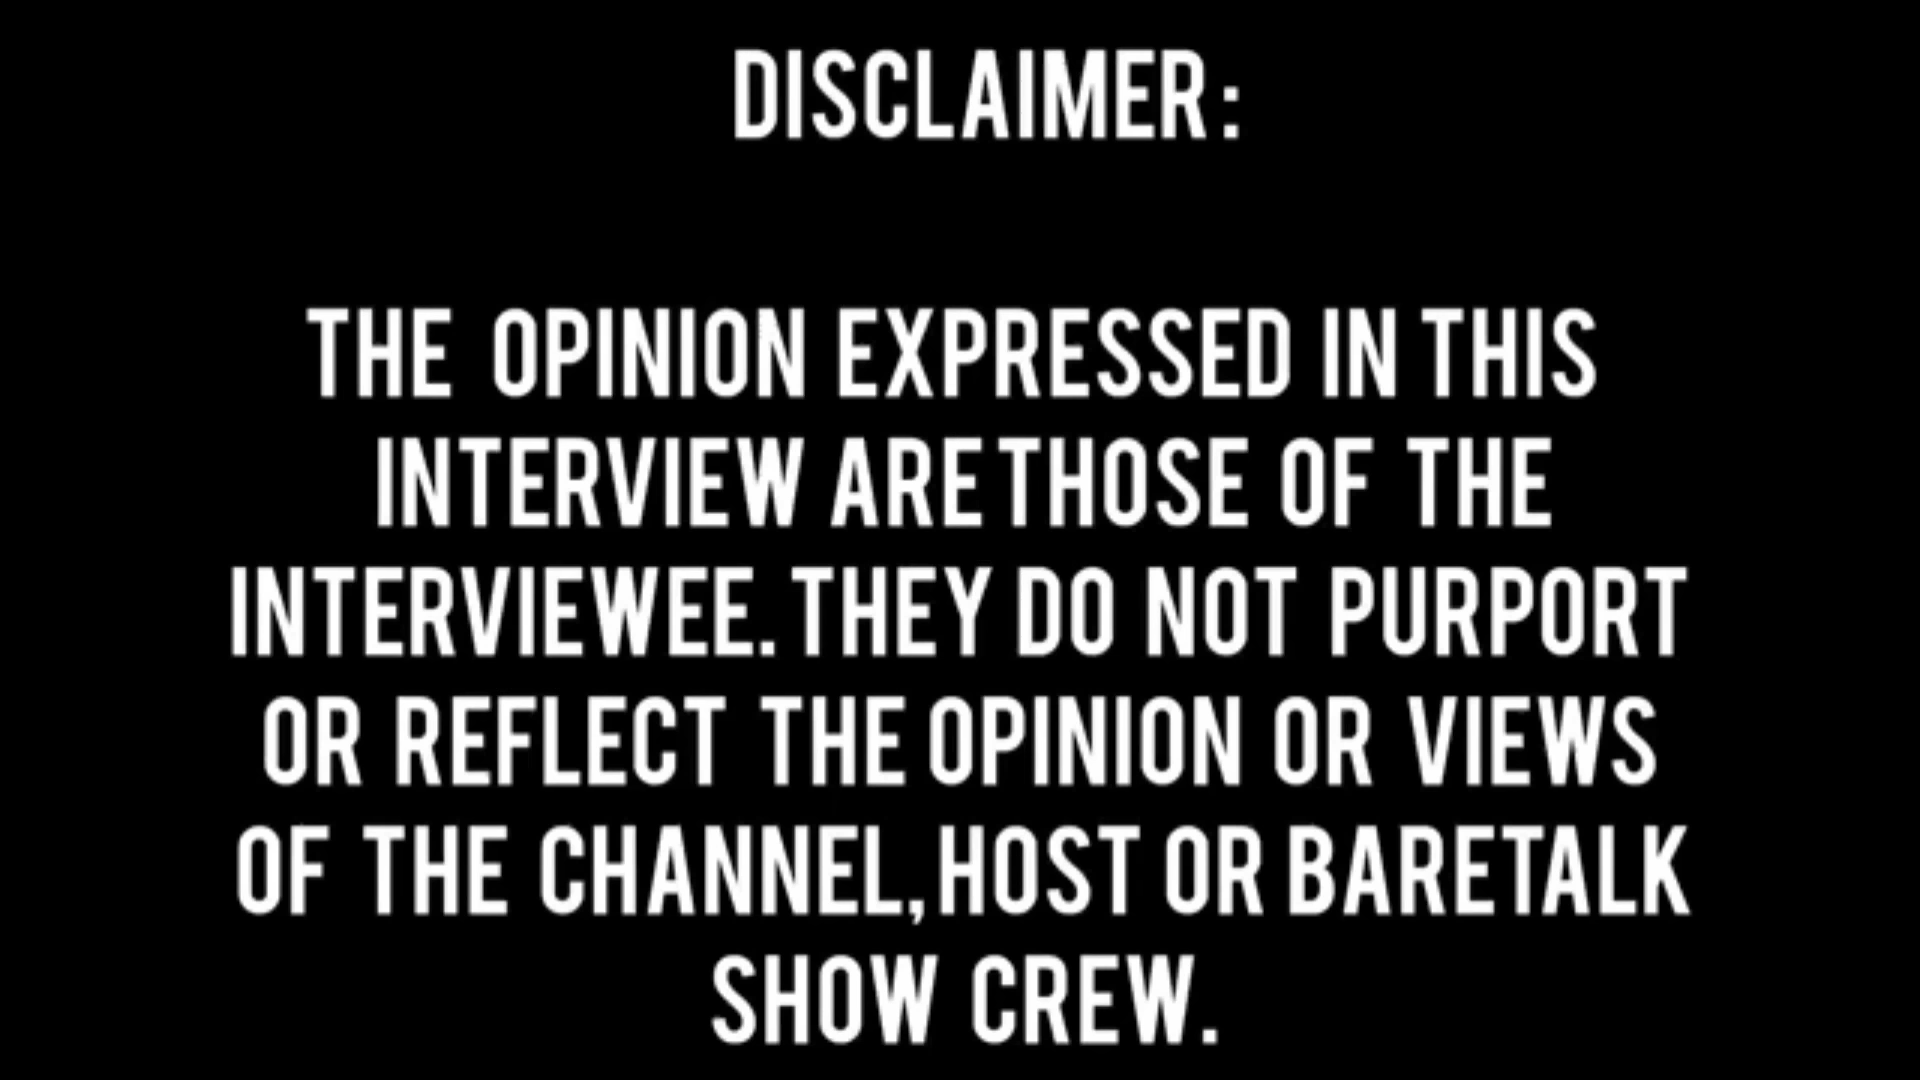 DISCLAIMER:
THE OPINION EXPRESSED IN THIS
INTERVIEW ARE THOSE OF THE
INTERVIEWEE. THEY DO NOT PURPORT
OR REFLECT THE OPINION OR VIEWS
OF THE CHANNEL, HOST OR BARETALK
SHOW CREW.